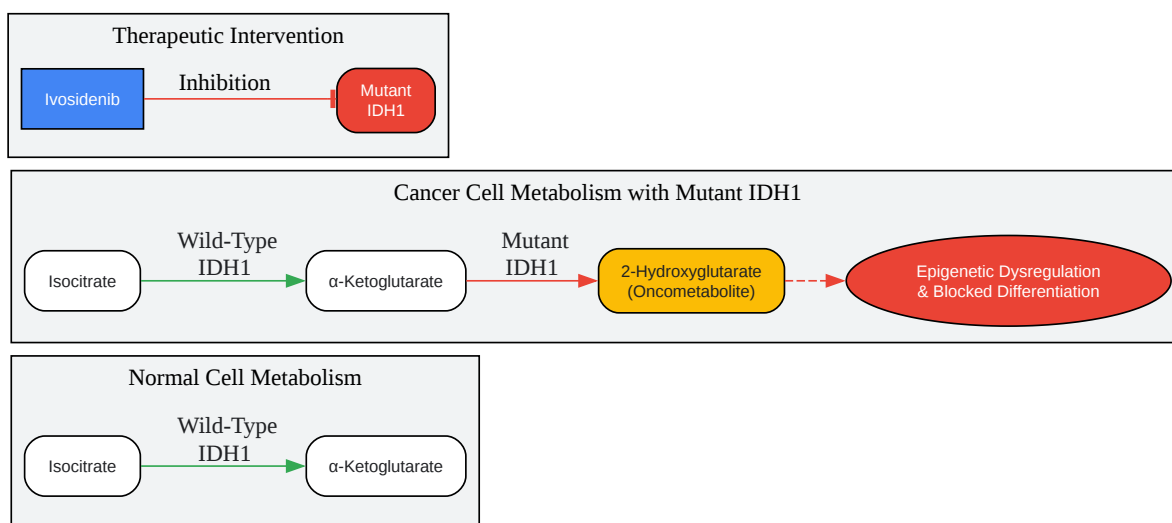 Therapeutic Intervention
Inhibition
Ivosidenib
Mutant
IDH1
Cancer Cell Metabolism with Mutant IDH1
Wild-Type
IDH1
Mutant
IDH1
Isocitrate
α-Ketoglutarate
2-Hydroxyglutarate
(Oncometabolite)
Epigenetic Dysregulation
& Blocked Differentiation
Normal Cell Metabolism
Wild-Type
IDH1
Isocitrate
α-Ketoglutarate